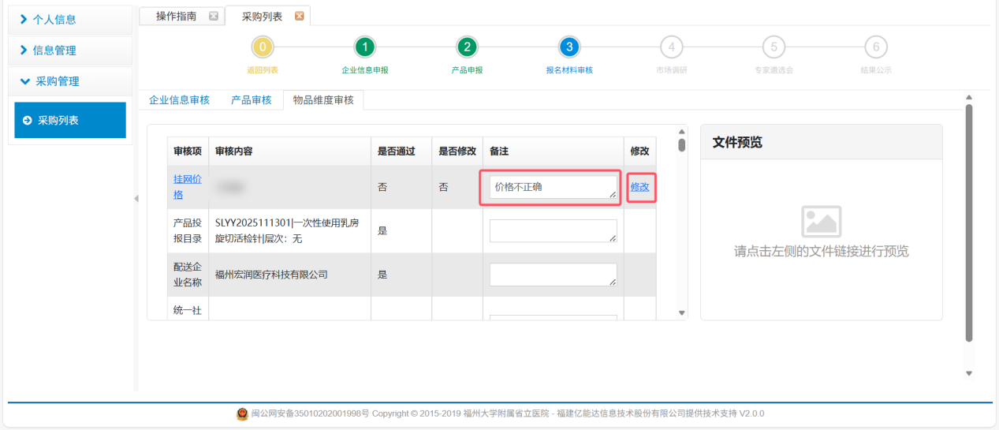 个人信息
信息管理
采购管理
采购列表
操作指南
采购列表
0
1
2
3
4
5
6
返回列表
企业信息申报
产品申报
报名材料审核
市场调研
专家遴选会
结果公示
企业信息审核
产品审核
物品维度审核
审核项
审核内容
是否通过
是否修改
备注
修改
挂网价
格
否
否
价格不正确
修改
产品投
报目录
SLYY2025111301|一次性使用乳房
旋切活检针|层次：无
是
配送企
业名称
福州宏润医疗科技有限公司
是
统一社
文件预览
请点击左侧的文件链接进行预览
闽公网安备35010202001998号 Copyright © 2015-2019 福州大学附属省立医院 - 福建亿能达信息技术股份有限公司提供技术支持 V2.0.0